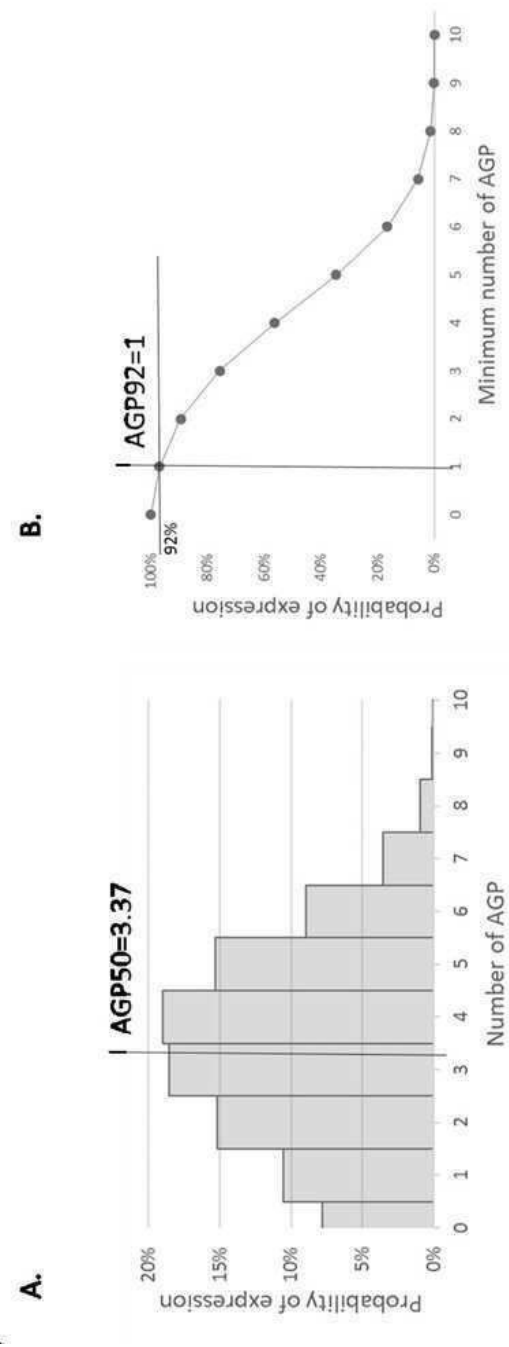 A.
AGP50=3.37
Probability of expression
20%
15%
10%
5%
0%
0 1 2 3 4 5 6 7 8 9 10
Number of AGP
B.
AGP92=1
92%
Probability of expression
100%
80%
60%
40%
20%
0%
0 1 2 3 4 5 6 7 8 9 10
Minimum number of AGP